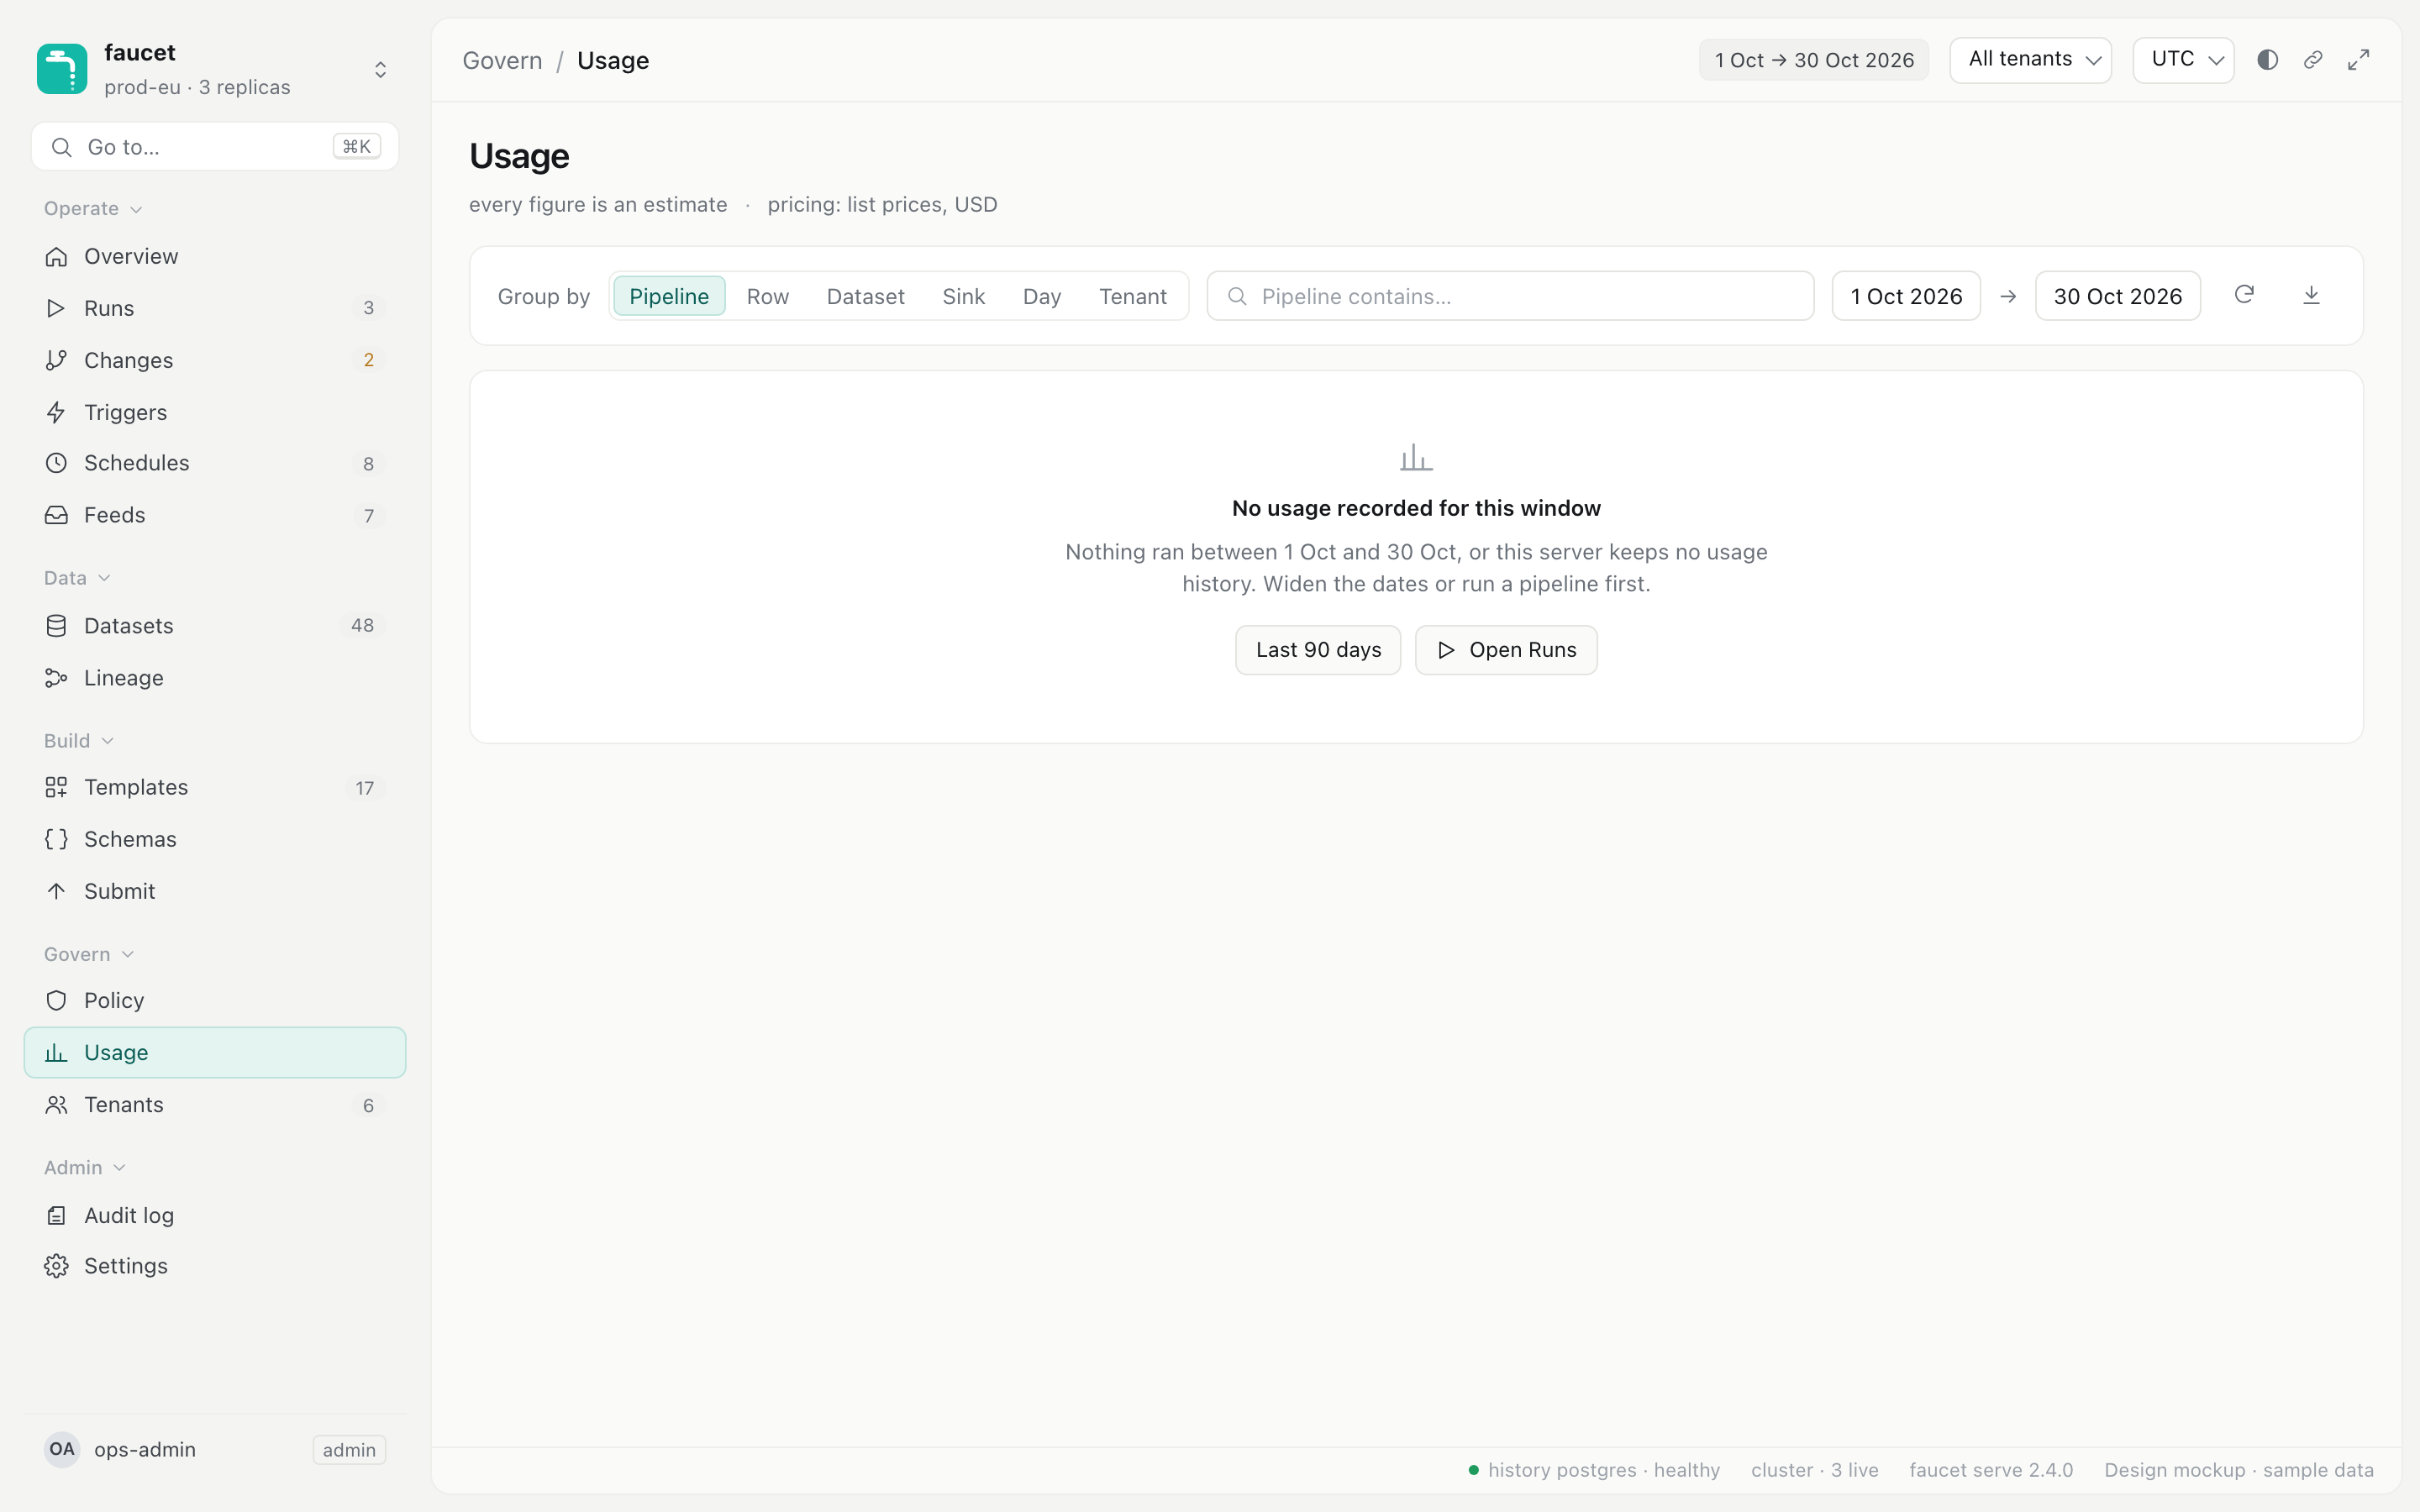 faucet
prod-eu · 3 replicas
Go to...
⌘K
Operate
Overview
Runs 3
Changes 2
Triggers
Schedules 8
Feeds 7
Data
Datasets 48
Lineage
Build
Templates 17
Schemas
Submit
Govern
Policy
Usage
Tenants 6
Admin
Audit log
Settings
OA ops-admin admin
Govern / Usage
1 Oct → 30 Oct 2026
All tenants
UTC
Usage
every figure is an estimate · pricing: list prices, USD
Group by Pipeline Row Dataset Sink Day Tenant
Pipeline contains...
1 Oct 2026 → 30 Oct 2026
No usage recorded for this window
Nothing ran between 1 Oct and 30 Oct, or this server keeps no usage
history. Widen the dates or run a pipeline first.
Last 90 days
Open Runs
history postgres · healthy
cluster · 3 live
faucet serve 2.4.0
Design mockup · sample data